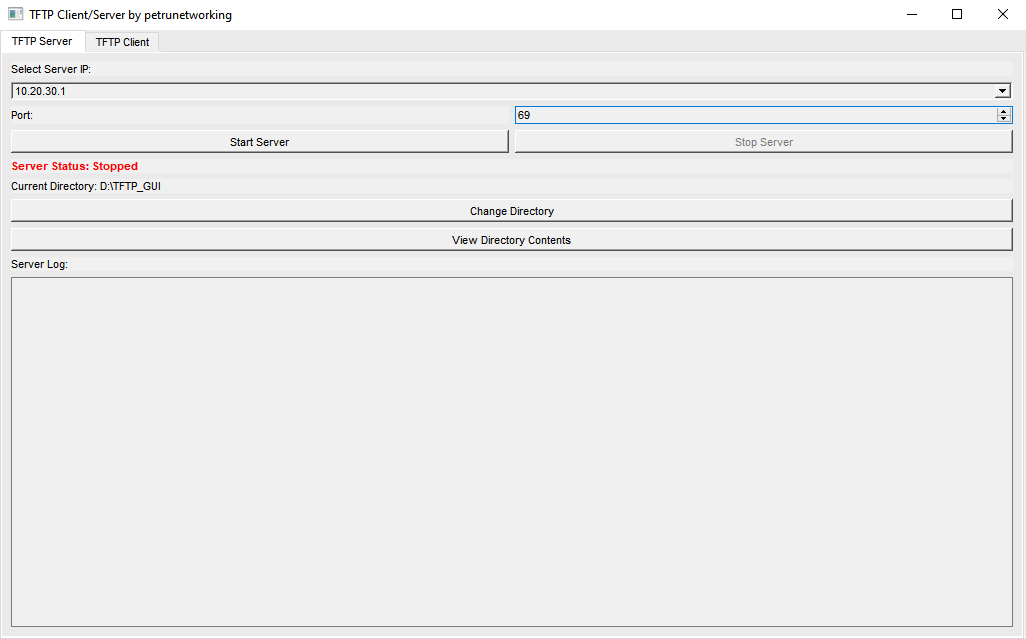 TFTP Client/Server by petrunetworking
TFTP Server TFTP Client
Select Server IP:
10.20.30.1
Port: 69
Start Server Stop Server
Server Status: Stopped
Current Directory: D:\TFTP_GUI
Change Directory
View Directory Contents
Server Log: